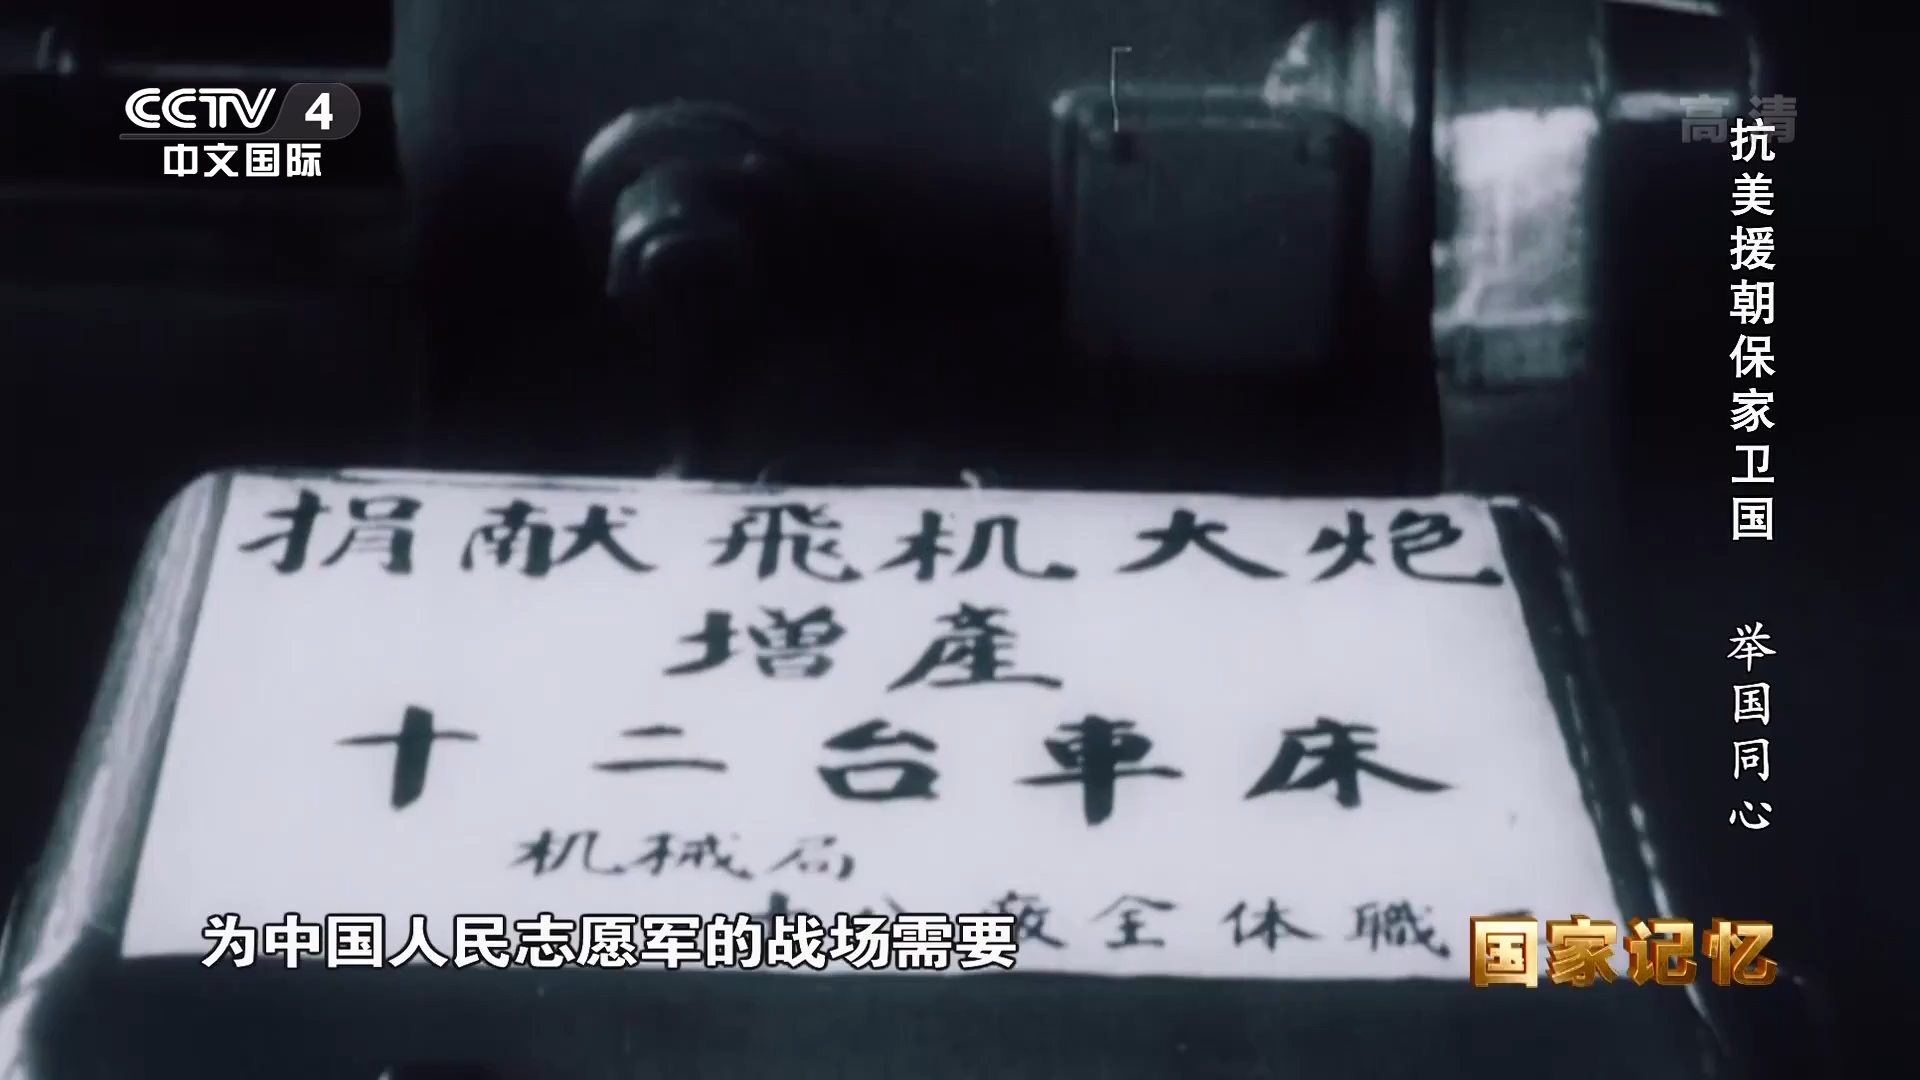 CCTV 4
中文国际
高清
抗美援朝保家卫国 举国同心
捐献飛机大炮
增產
十二台車床
机械局
廠全体職
为中国人民志愿军的战场需要
国家记忆